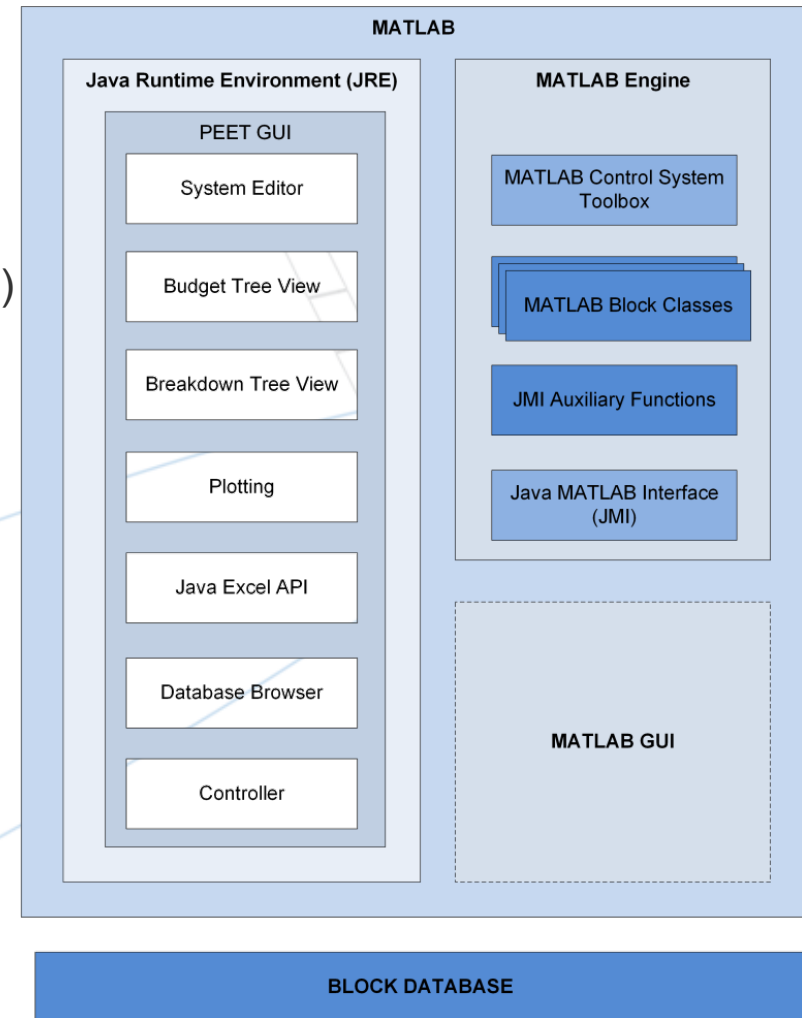 MATLAB
Java Runtime Environment (JRE)
PEET GUI
System Editor
Budget Tree View
Breakdown Tree View
Plotting
Java Excel API
Database Browser
Controller
)
MATLAB Engine
MATLAB Control System
Toolbox
MATLAB Block Classes
JMI Auxiliary Functions
Java MATLAB Interface
(JMI)
MATLAB GUI
BLOCK DATABASE